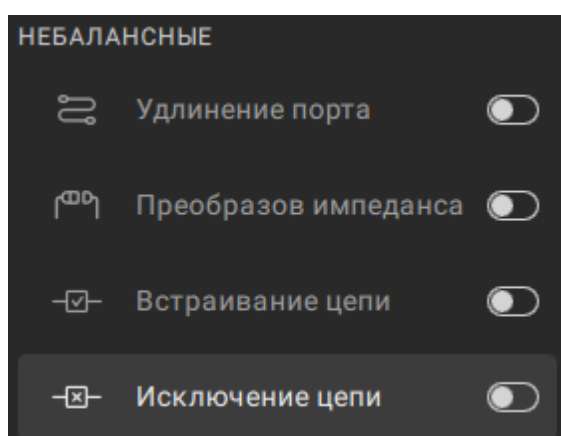 НЕБАЛАНСНЫЕ
Удлинение порта
Преобразов импеданса
Встраивание цепи
Исключение цепи